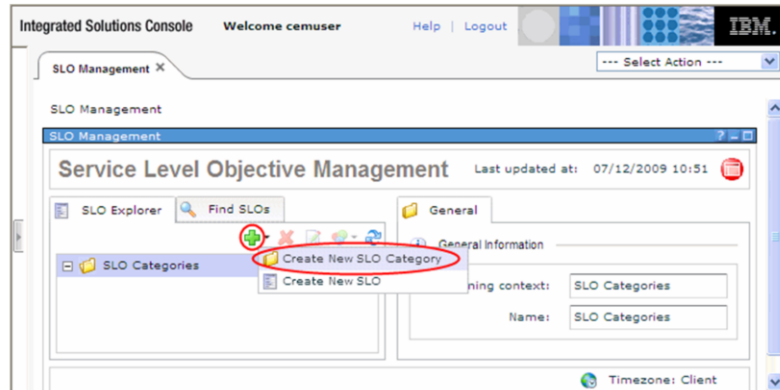 Integrated Solutions Console Welcome cemuser Help | Logout IBM.
SLO Management X --- Select Action ---
SLO Management
SLO Management
Service Level Objective Management Last updated at: 07/12/2009 10:51
SLO Explorer Find SLOs General
General Information
SLO Categories Create New SLO Category
Create New SLO ning context: SLO Categories
Name: SLO Categories
Timezone: Client